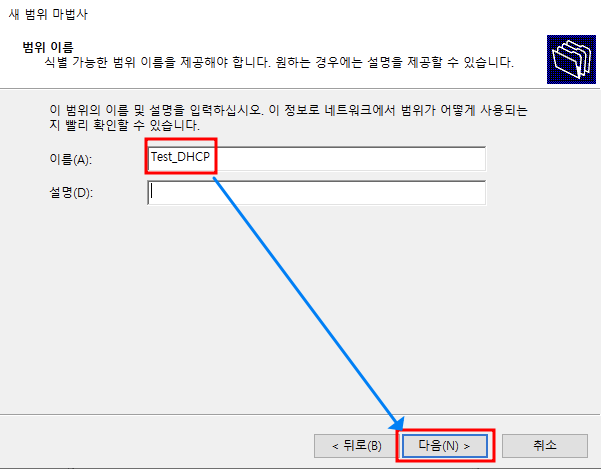 새 범위 마법사
범위 이름
식별 가능한 범위 이름을 제공해야 합니다. 원하는 경우에는 설명을 제공할 수 있습니다.
이 범위의 이름 및 설명을 입력하십시오. 이 정보로 네트워크에서 범위가 어떻게 사용되는
지 빨리 확인할 수 있습니다.
이름(A):
Test_DHCP
설명(D):
< 뒤로(B)
다음(N) >
취소